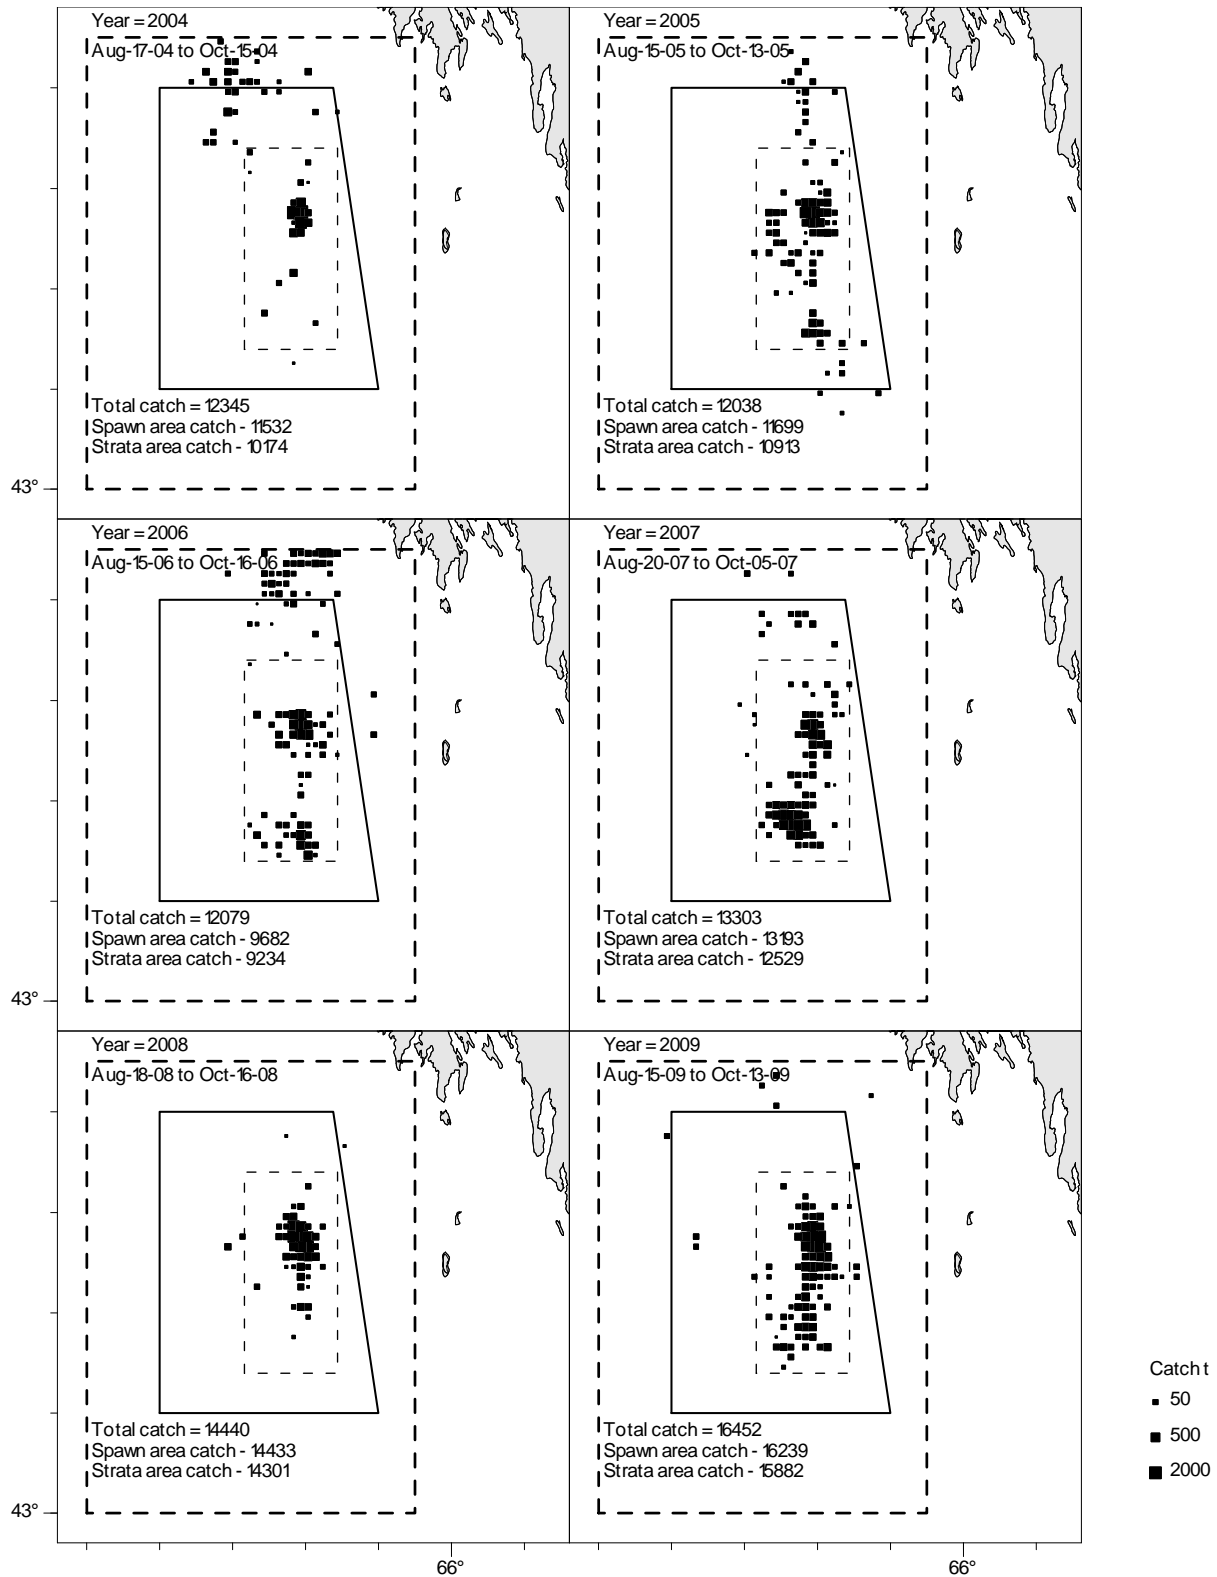 Year = 2004
Aug-17-04 to Oct-15-04
Total catch = 12345
Spawn area catch - 11532
Strata area catch - 10174
43°
Year = 2005
Aug-15-05 to Oct-13-05
Total catch = 12038
Spawn area catch - 11699
Strata area catch - 10913
Year = 2006
Aug-15-06 to Oct-16-06
Total catch = 12079
Spawn area catch - 9682
Strata area catch - 9234
43°
Year = 2007
Aug-20-07 to Oct-05-07
Total catch = 13303
Spawn area catch - 13193
Strata area catch - 12529
Year = 2008
Aug-18-08 to Oct-16-08
Total catch = 14440
Spawn area catch - 14433
Strata area catch - 14301
43°
66°
Year = 2009
Aug-15-09 to Oct-13-09
Total catch = 16452
Spawn area catch - 16239
Strata area catch - 15882
66°
Catch t
50
500
2000